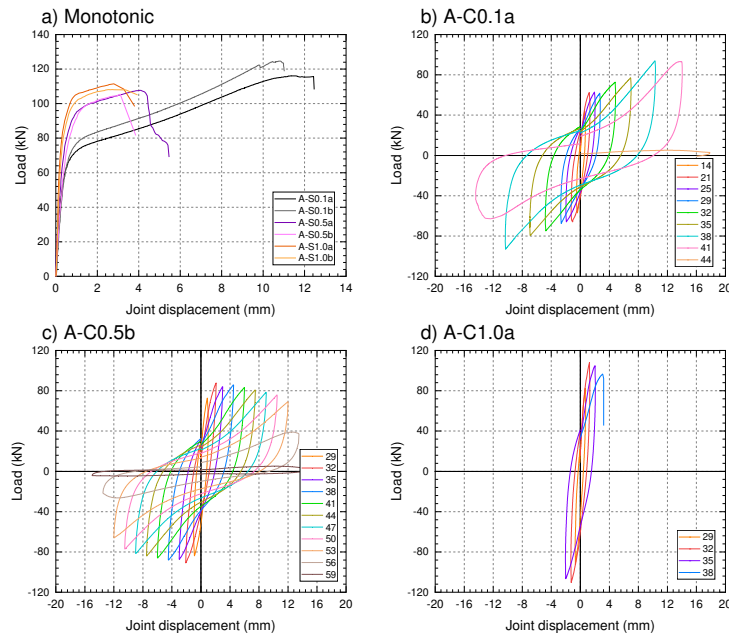 a) Monotonic
140
120
100
80
60
40
20
0
Load (kN)
0 2 4 6 8 10 12 14
Joint displacement (mm)
A-S0.1a
A-S0.1b
A-S0.5a
A-S0.5b
A-S1.0a
A-S1.0b
b) A-C0.1a
120
80
40
0
-40
-80
-120
Load (kN)
-20 -16 -12 -8 -4 0 4 8 12 16 20
Joint displacement (mm)
14
21
25
29
32
35
38
41
44
c) A-C0.5b
120
80
40
0
-40
-80
-120
Load (kN)
-20 -16 -12 -8 -4 0 4 8 12 16 20
Joint displacement (mm)
29
32
35
38
41
44
47
50
53
56
59
d) A-C1.0a
120
80
40
0
-40
-80
-120
Load (kN)
-20 -16 -12 -8 -4 0 4 8 12 16 20
Joint displacement (mm)
29
32
35
38